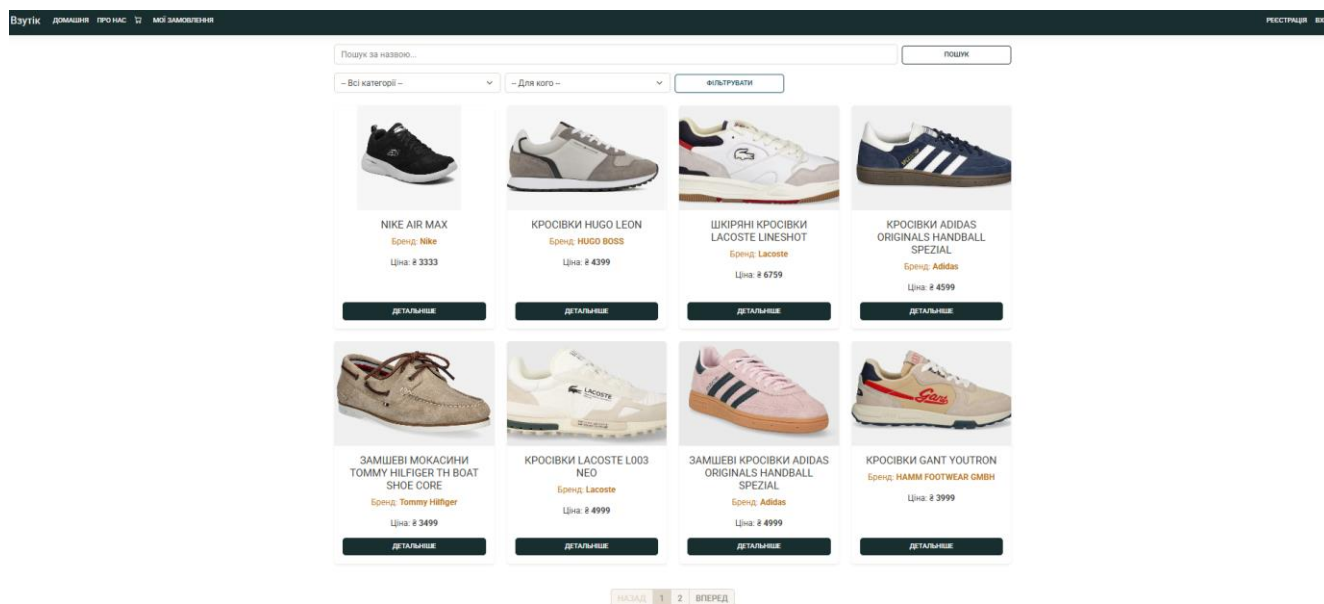 Взутік ДОМАШНЯ ПРО НАС МОЇ ЗАМОВЛЕННЯ РЕЄСТРАЦІЯ
Пошук за назвою... ПОШУК
-- Всі категорії -- -- Для кого -- ФІЛЬТРУВАТИ
NIKE AIR MAX
Бренд: Nike
Ціна: ₴ 3333
ДЕТАЛЬНІШЕ
КРОСІВКИ HUGO LEON
Бренд: HUGO BOSS
Ціна: ₴ 4399
ДЕТАЛЬНІШЕ
ШКІРЯНІ КРОСІВКИ
LACOSTE LINESHOT
Бренд: Lacoste
Ціна: ₴ 6759
ДЕТАЛЬНІШЕ
КРОСІВКИ ADIDAS
ORIGINALS HANDBALL
SPEZIAL
Бренд: Adidas
Ціна: ₴ 4599
ДЕТАЛЬНІШЕ
ЗАМШЕВІ МОКАСИНИ
TOMMY HILFIGER TH BOAT
SHOE CORE
Бренд: Tommy Hilfiger
Ціна: ₴ 3499
ДЕТАЛЬНІШЕ
LACOSTE
КРОСІВКИ LACOSTE L003
NEO
Бренд: Lacoste
Ціна: ₴ 4999
ДЕТАЛЬНІШЕ
ЗАМШЕВІ КРОСІВКИ ADIDAS
ORIGINALS HANDBALL
SPEZIAL
Бренд: Adidas
Ціна: ₴ 4999
ДЕТАЛЬНІШЕ
Gant
КРОСІВКИ GANT YOUTRON
Бренд: HAMM FOOTWEAR GMBH
Ціна: ₴ 3999
ДЕТАЛЬНІШЕ
НАЗАД 1 2 ВПЕРЕД